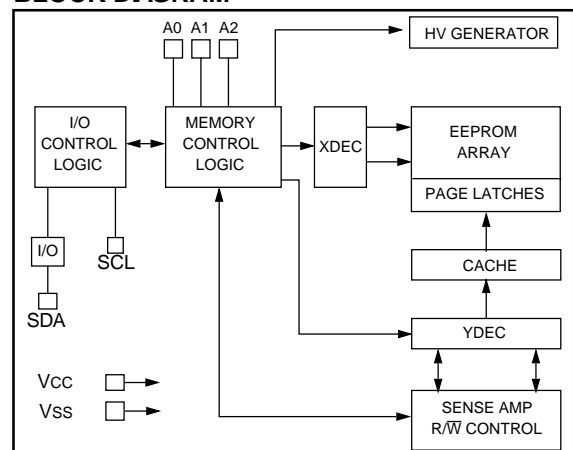 BLOCK DIAGRAM
A0 A1 A2
HV GENERATOR
I/O
CONTROL
LOGIC
MEMORY
CONTROL
LOGIC
XDEC
EEPROM
ARRAY
PAGE LATCHES
I/O
SCL
SDA
CACHE
YDEC
VCC
VSS
SENSE AMP
R/W̅ CONTROL